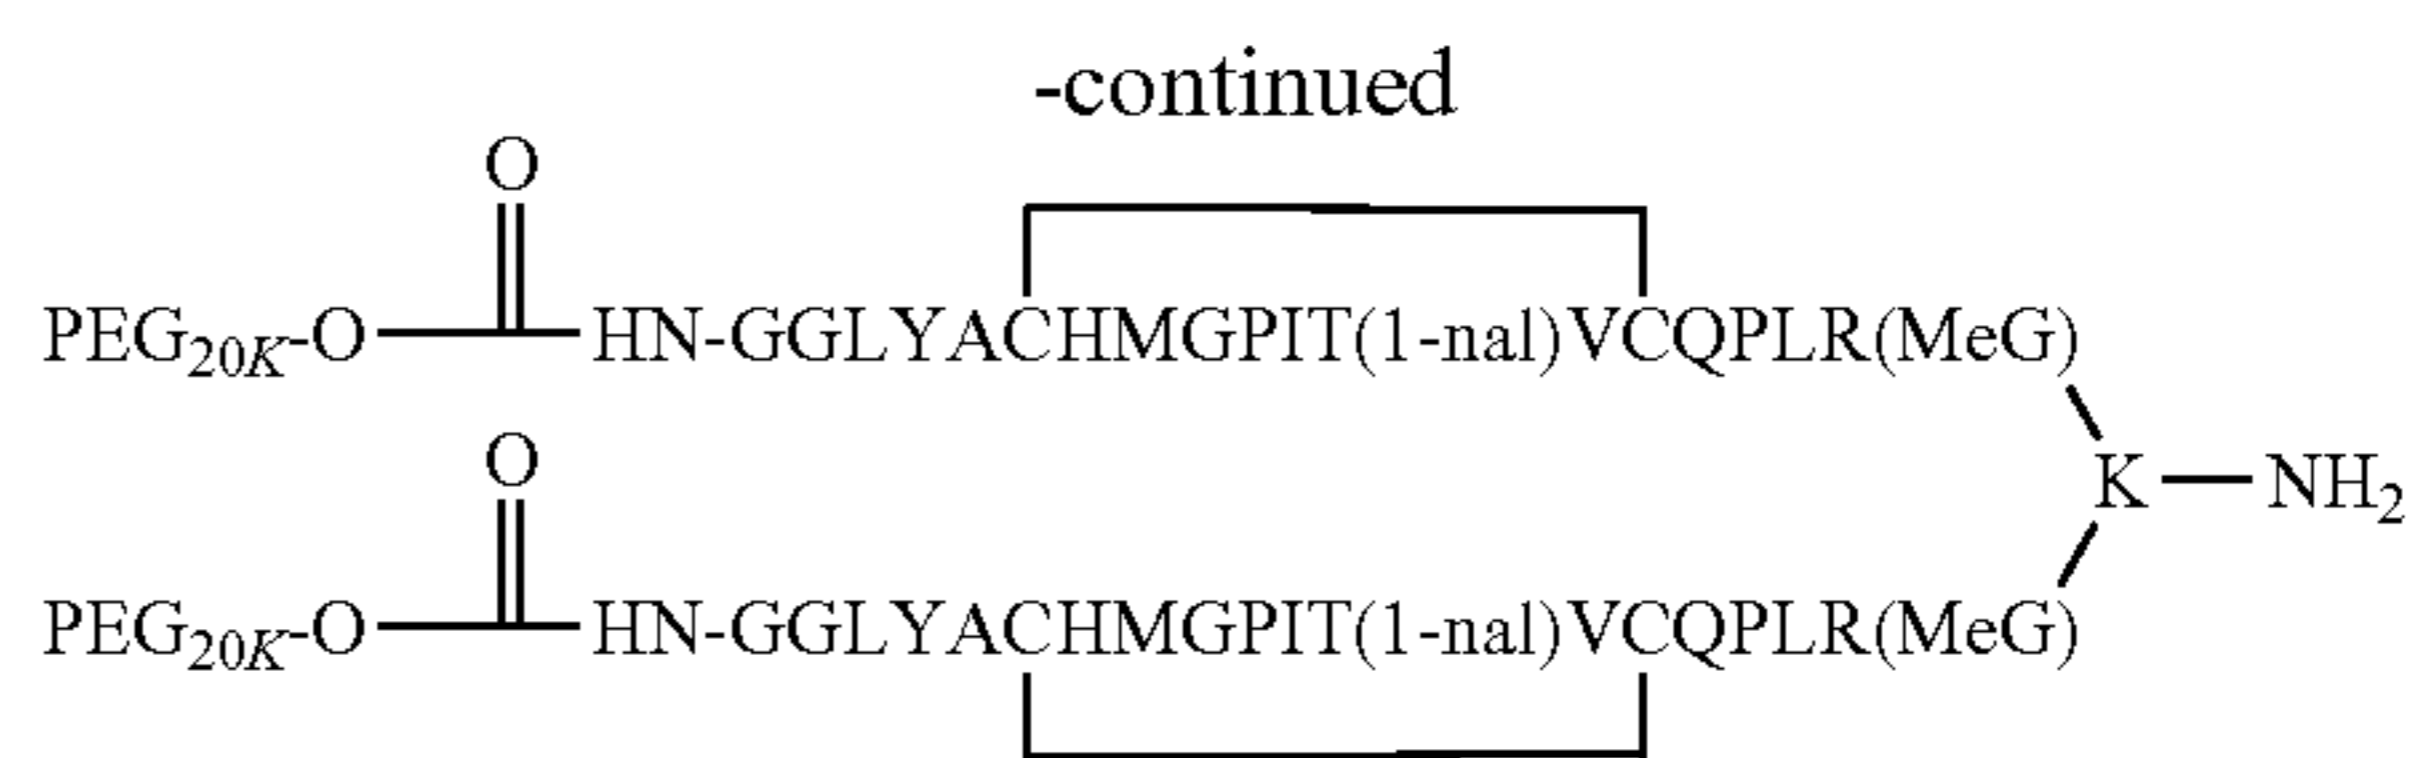 -continued
O
PEG20K-O HN-GGLYACHMGPIT(1-nal)VCQPLR(MeG)
O
K NH2
PEG20K-O HN-GGLYACHMGPIT(1-nal)VCQPLR(MeG)